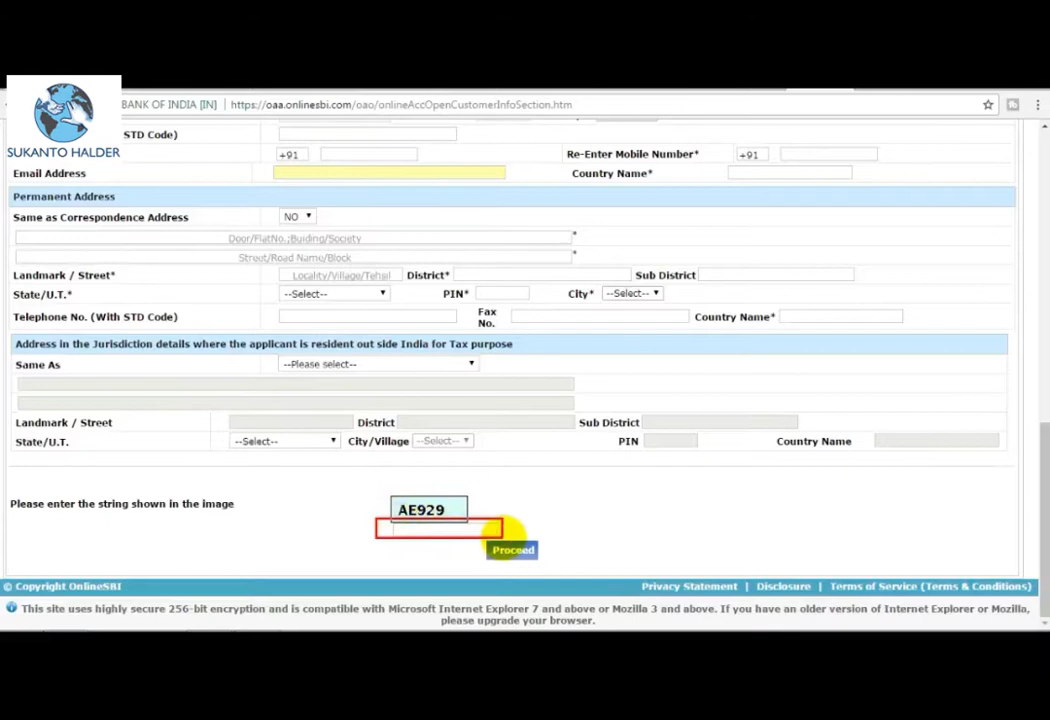 BANK OF INDIA [IN] https://oaa.onlinesbi.com/oao/onlineAccOpenCustomerInfoSection.htm
SUKANTO HALDER
STD Code)
+91 Re-Enter Mobile Number* +91
Email Address Country Name*
Permanent Address
Same as Correspondence Address NO
Door/FlatNo.;Buiding/Society *
Street/Road Name/Block *
Landmark / Street* Locality/Village/Tehsil District* Sub District
State/U.T.* --Select-- PIN* City* --Select--
Telephone No. (With STD Code) Fax No. Country Name*
Address in the Jurisdiction details where the applicant is resident out side India for Tax purpose
Same As --Please select--
Landmark / Street District Sub District
State/U.T. --Select-- City/Village --Select-- PIN Country Name
Please enter the string shown in the image AE929
Proceed
© Copyright OnlineSBI Privacy Statement | Disclosure | Terms of Service (Terms & Conditions)
This site uses highly secure 256-bit encryption and is compatible with Microsoft Internet Explorer 7 and above or Mozilla 3 and above. If you have an older version of Internet Explorer or Mozilla,
please upgrade your browser.